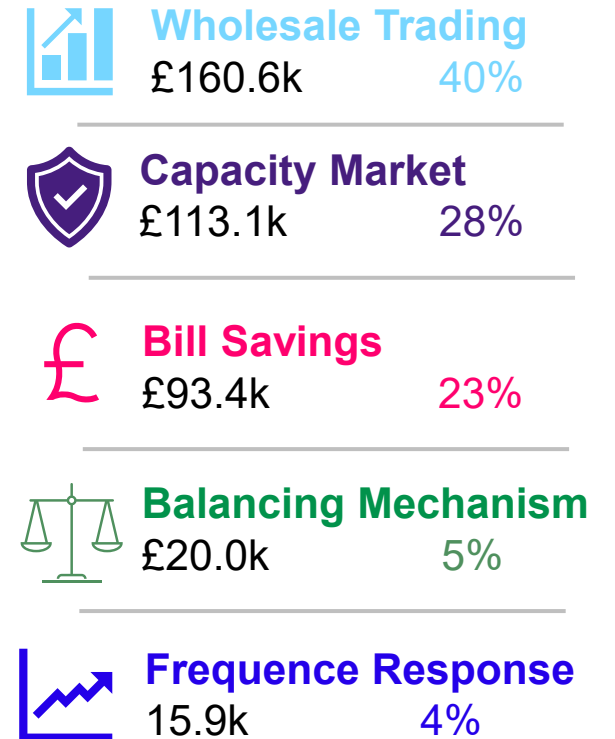 Wholesale Trading
£160.6k 40%
Capacity Market
£113.1k 28%
£
Bill Savings
£93.4k 23%
Balancing Mechanism
£20.0k 5%
Frequence Response
15.9k 4%